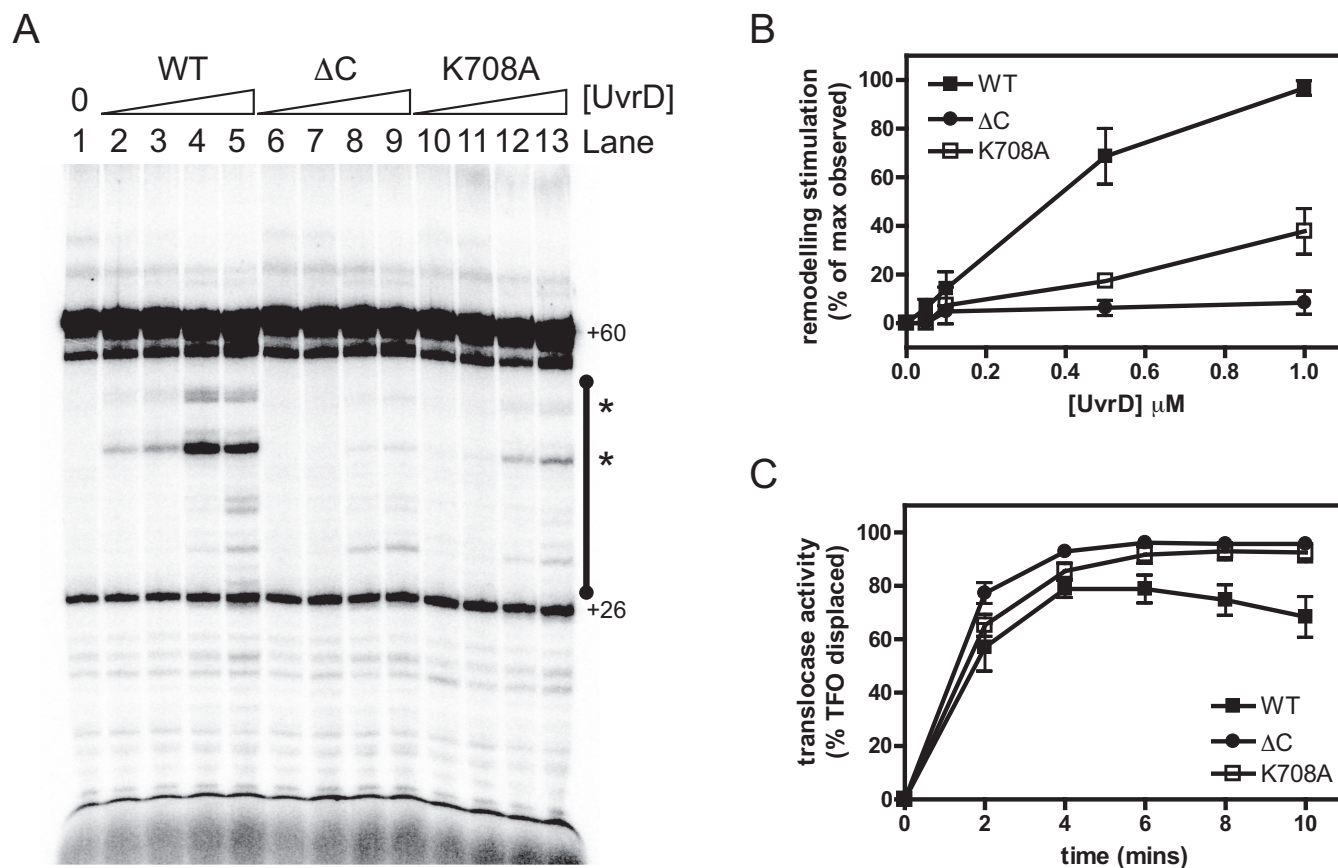 A
WT ΔC K708A
0 [UvrD]
1 2 3 4 5 6 7 8 9 10 11 12 13 Lane
+60
*
*
+26
B
remodelling stimulation
(% of max observed)
100
80
60
40
20
0
WT
ΔC
K708A
0.0 0.2 0.4 0.6 0.8 1.0
[UvrD] μM
C
translocase activity
(% TFO displaced)
100
80
60
40
20
0
WT
ΔC
K708A
0 2 4 6 8 10
time (mins)